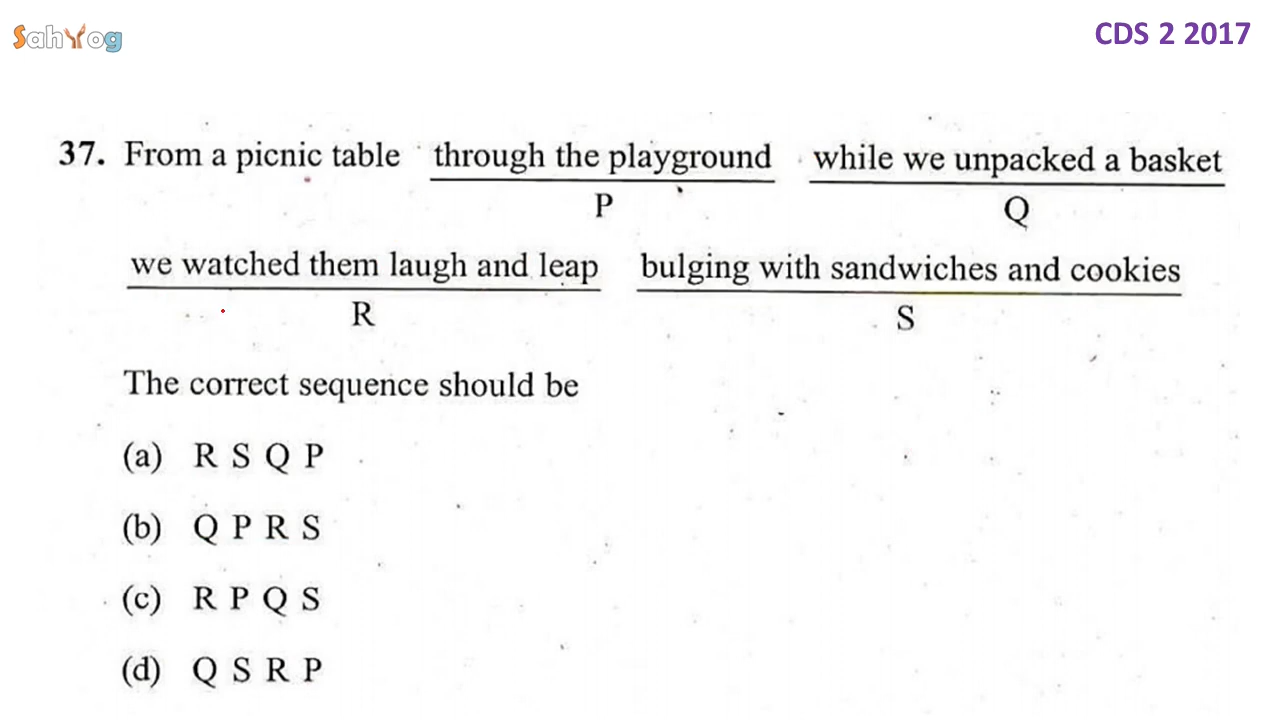 SahYog
CDS 2 2017
37. From a picnic table through the playground while we unpacked a basket
P Q
we watched them laugh and leap bulging with sandwiches and cookies
R S
The correct sequence should be
(a) R S Q P
(b) Q P R S
(c) R P Q S
(d) Q S R P